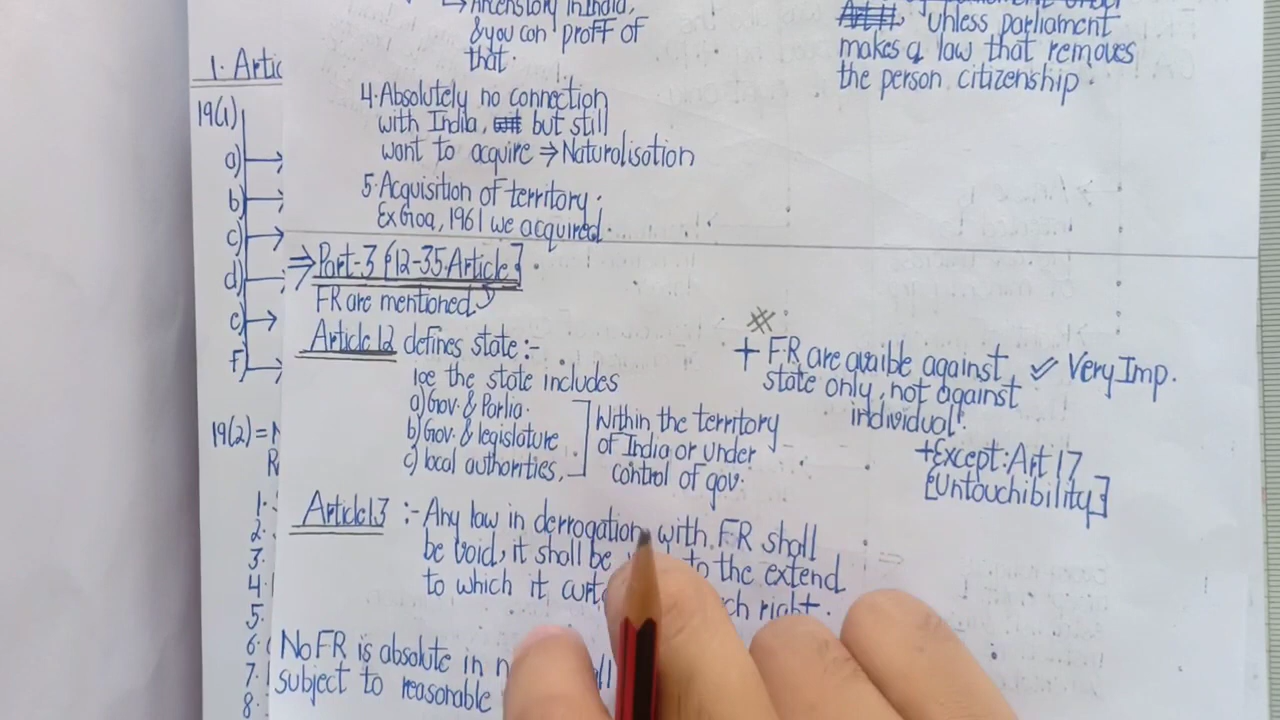 Ancenstory in India,
& you can proff of
that.
4. Absolutely no connection
with India, but still
want to acquire ⇒ Naturalisation
5. Acquisition of territory.
Ex Goa, 1961 we acquired.
Unless parliament
makes a law that removes
the person citizenship.
1. Artic
19(1)
a) →
b) →
c) →
d) →
e) →
f) →
19(2) = N
R
1.
2.
3.
4.
5.
6.
7.
8.
⇒ Part-3 [12-35 Article]
FR are mentioned
Article 12 defines state :-
ice the state includes
a) Gov. & Parlia.
b) Gov. & legislature
c) local authorities,
Within the territory
of India or under
control of gov.
#
+ F.R are avaible against ✓ Very Imp.
state only, not against
individual.
+ Except: Art 17
[Untouchibility]
Article 13 :- Any law in derrogation with FR shall
be void, it shall be to the extend
to which it, right.
No FR is absolute in
subject to reasonable